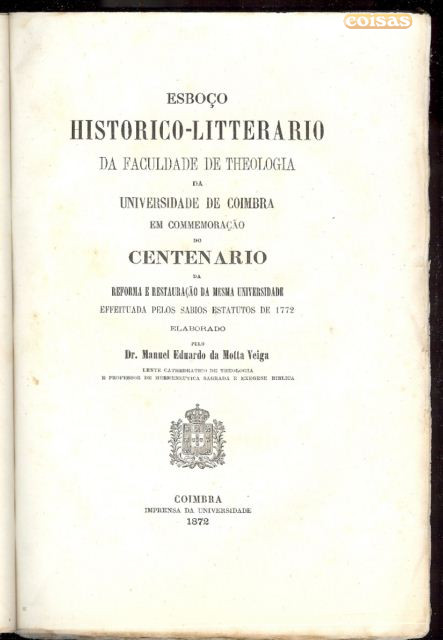 coisas
ESBOÇO
HISTORICO-LITTERARIO
DA FACULDADE DE THEOLOGIA
DA
UNIVERSIDADE DE COIMBRA
EM COMMEMORAÇÃO
DO
CENTENARIO
DA
REFORMA E RESTAURAÇÃO DA MESMA UNIVERSIDADE
EFFEITUADA PELOS SABIOS ESTATUTOS DE 1772
ELABORADO
PELO
Dr. Manuel Eduardo da Motta Veiga
LENTE CATHEDRATICO DE THEOLOGIA
E PROFESSOR DE HERMENEUTICA SAGRADA E EXEGESE BIBLICA
COIMBRA
IMPRENSA DA UNIVERSIDADE
1872